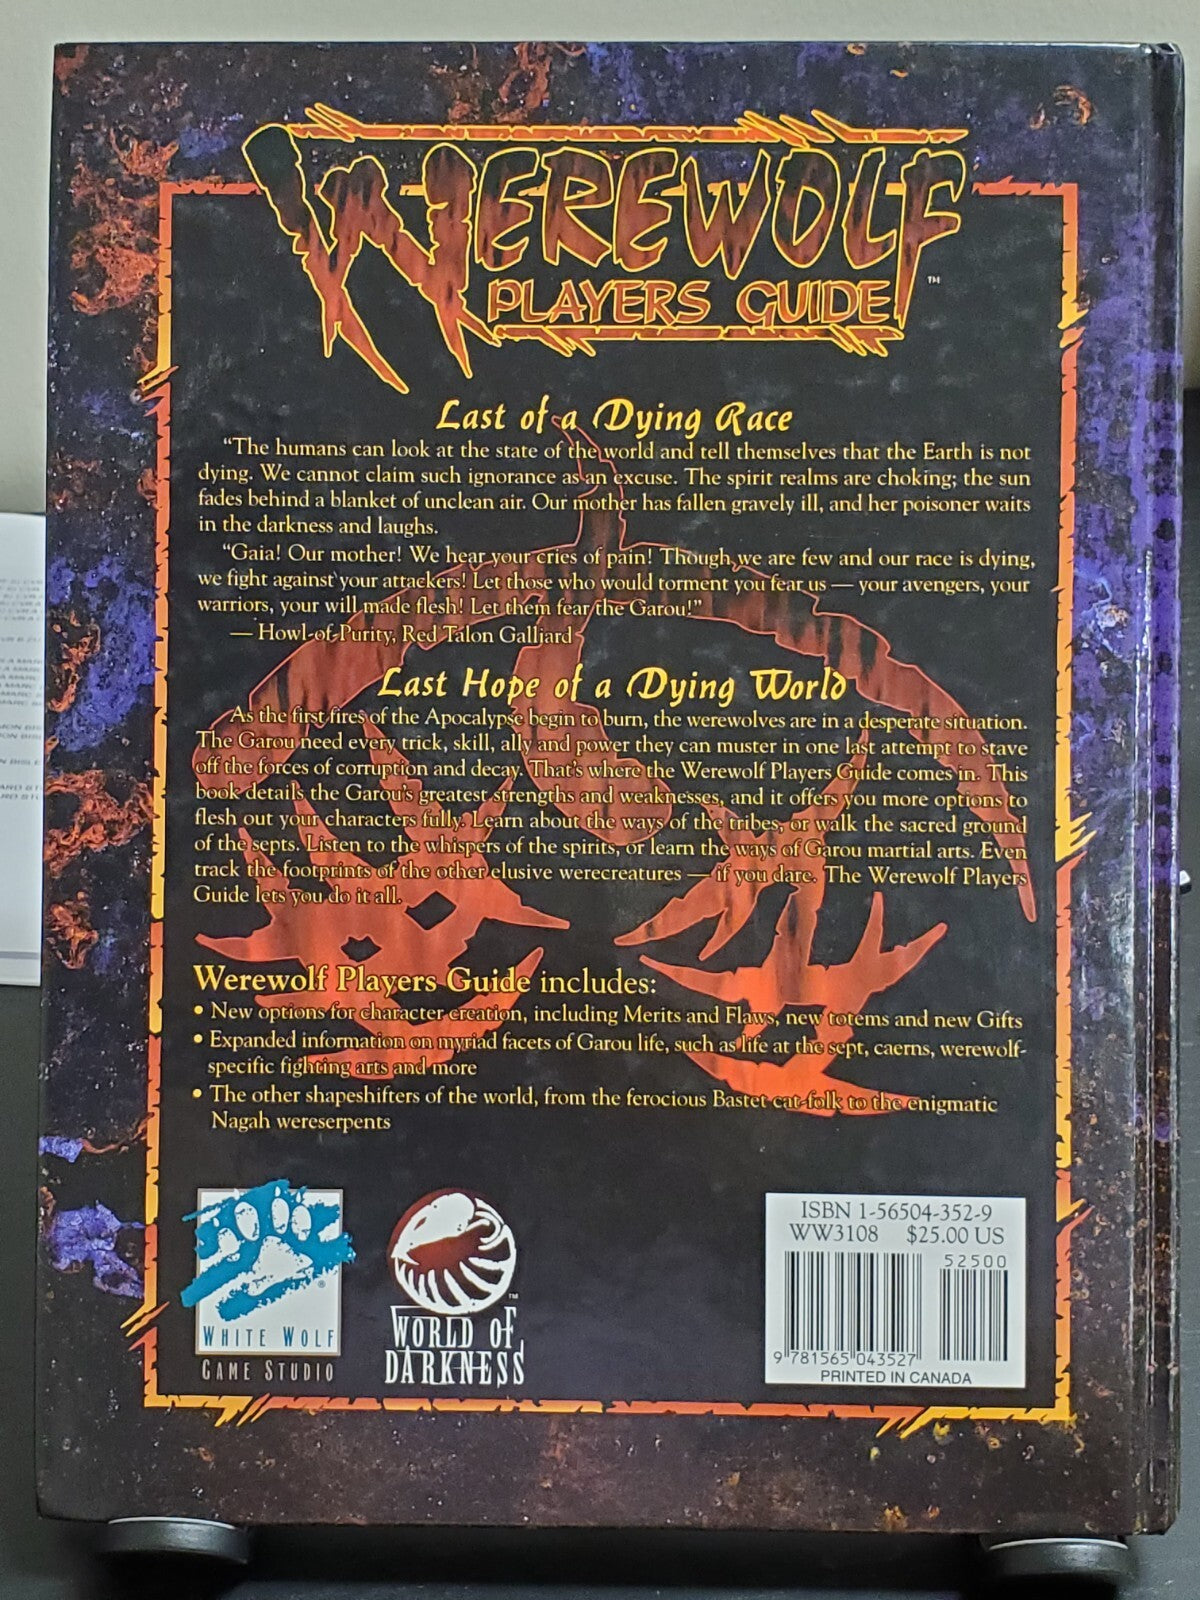 WEREWOLF
PLAYERS GUIDE™
Last of a Dying Race
"The humans can look at the state of the world and tell themselves that the Earth is not
dying. We cannot claim such ignorance as an excuse. The spirit realms are choking; the sun
fades behind a blanket of unclean air. Our mother has fallen gravely ill, and her poisoner waits
in the darkness and laughs.
"Gaia! Our mother! We hear your cries of pain! Though we are few and our race is dying,
we fight against your attackers! Let those who would torment you fear us — your avengers, your
warriors, your will made flesh! Let them fear the Garou!"
— Howl-of-Purity, Red Talon Galliard
Last Hope of a Dying World
As the first fires of the Apocalypse begin to burn, the werewolves are in a desperate situation.
The Garou need every trick, skill, ally and power they can muster in one last attempt to stave
off the forces of corruption and decay. That's where the Werewolf Players Guide comes in. This
book details the Garou's greatest strengths and weaknesses, and it offers you more options to
flesh out your characters fully. Learn about the ways of the tribes, or walk the sacred ground
of the septs. Listen to the whispers of the spirits, or learn the ways of Garou martial arts. Even
track the footprints of the other elusive werecreatures — if you dare. The Werewolf Players
Guide lets you do it all.
Werewolf Players Guide includes:
• New options for character creation, including Merits and Flaws, new totems and new Gifts
• Expanded information on myriad facets of Garou life, such as life at the sept, caerns, werewolf-
specific fighting arts and more
• The other shapeshifters of the world, from the ferocious Bastet cat-folk to the enigmatic
Nagah wereserpents
®
WHITE WOLF
GAME STUDIO
™
WORLD OF
DARKNESS
ISBN 1-56504-352-9
WW3108 $25.00 US
52500
9 781565 043527
PRINTED IN CANADA